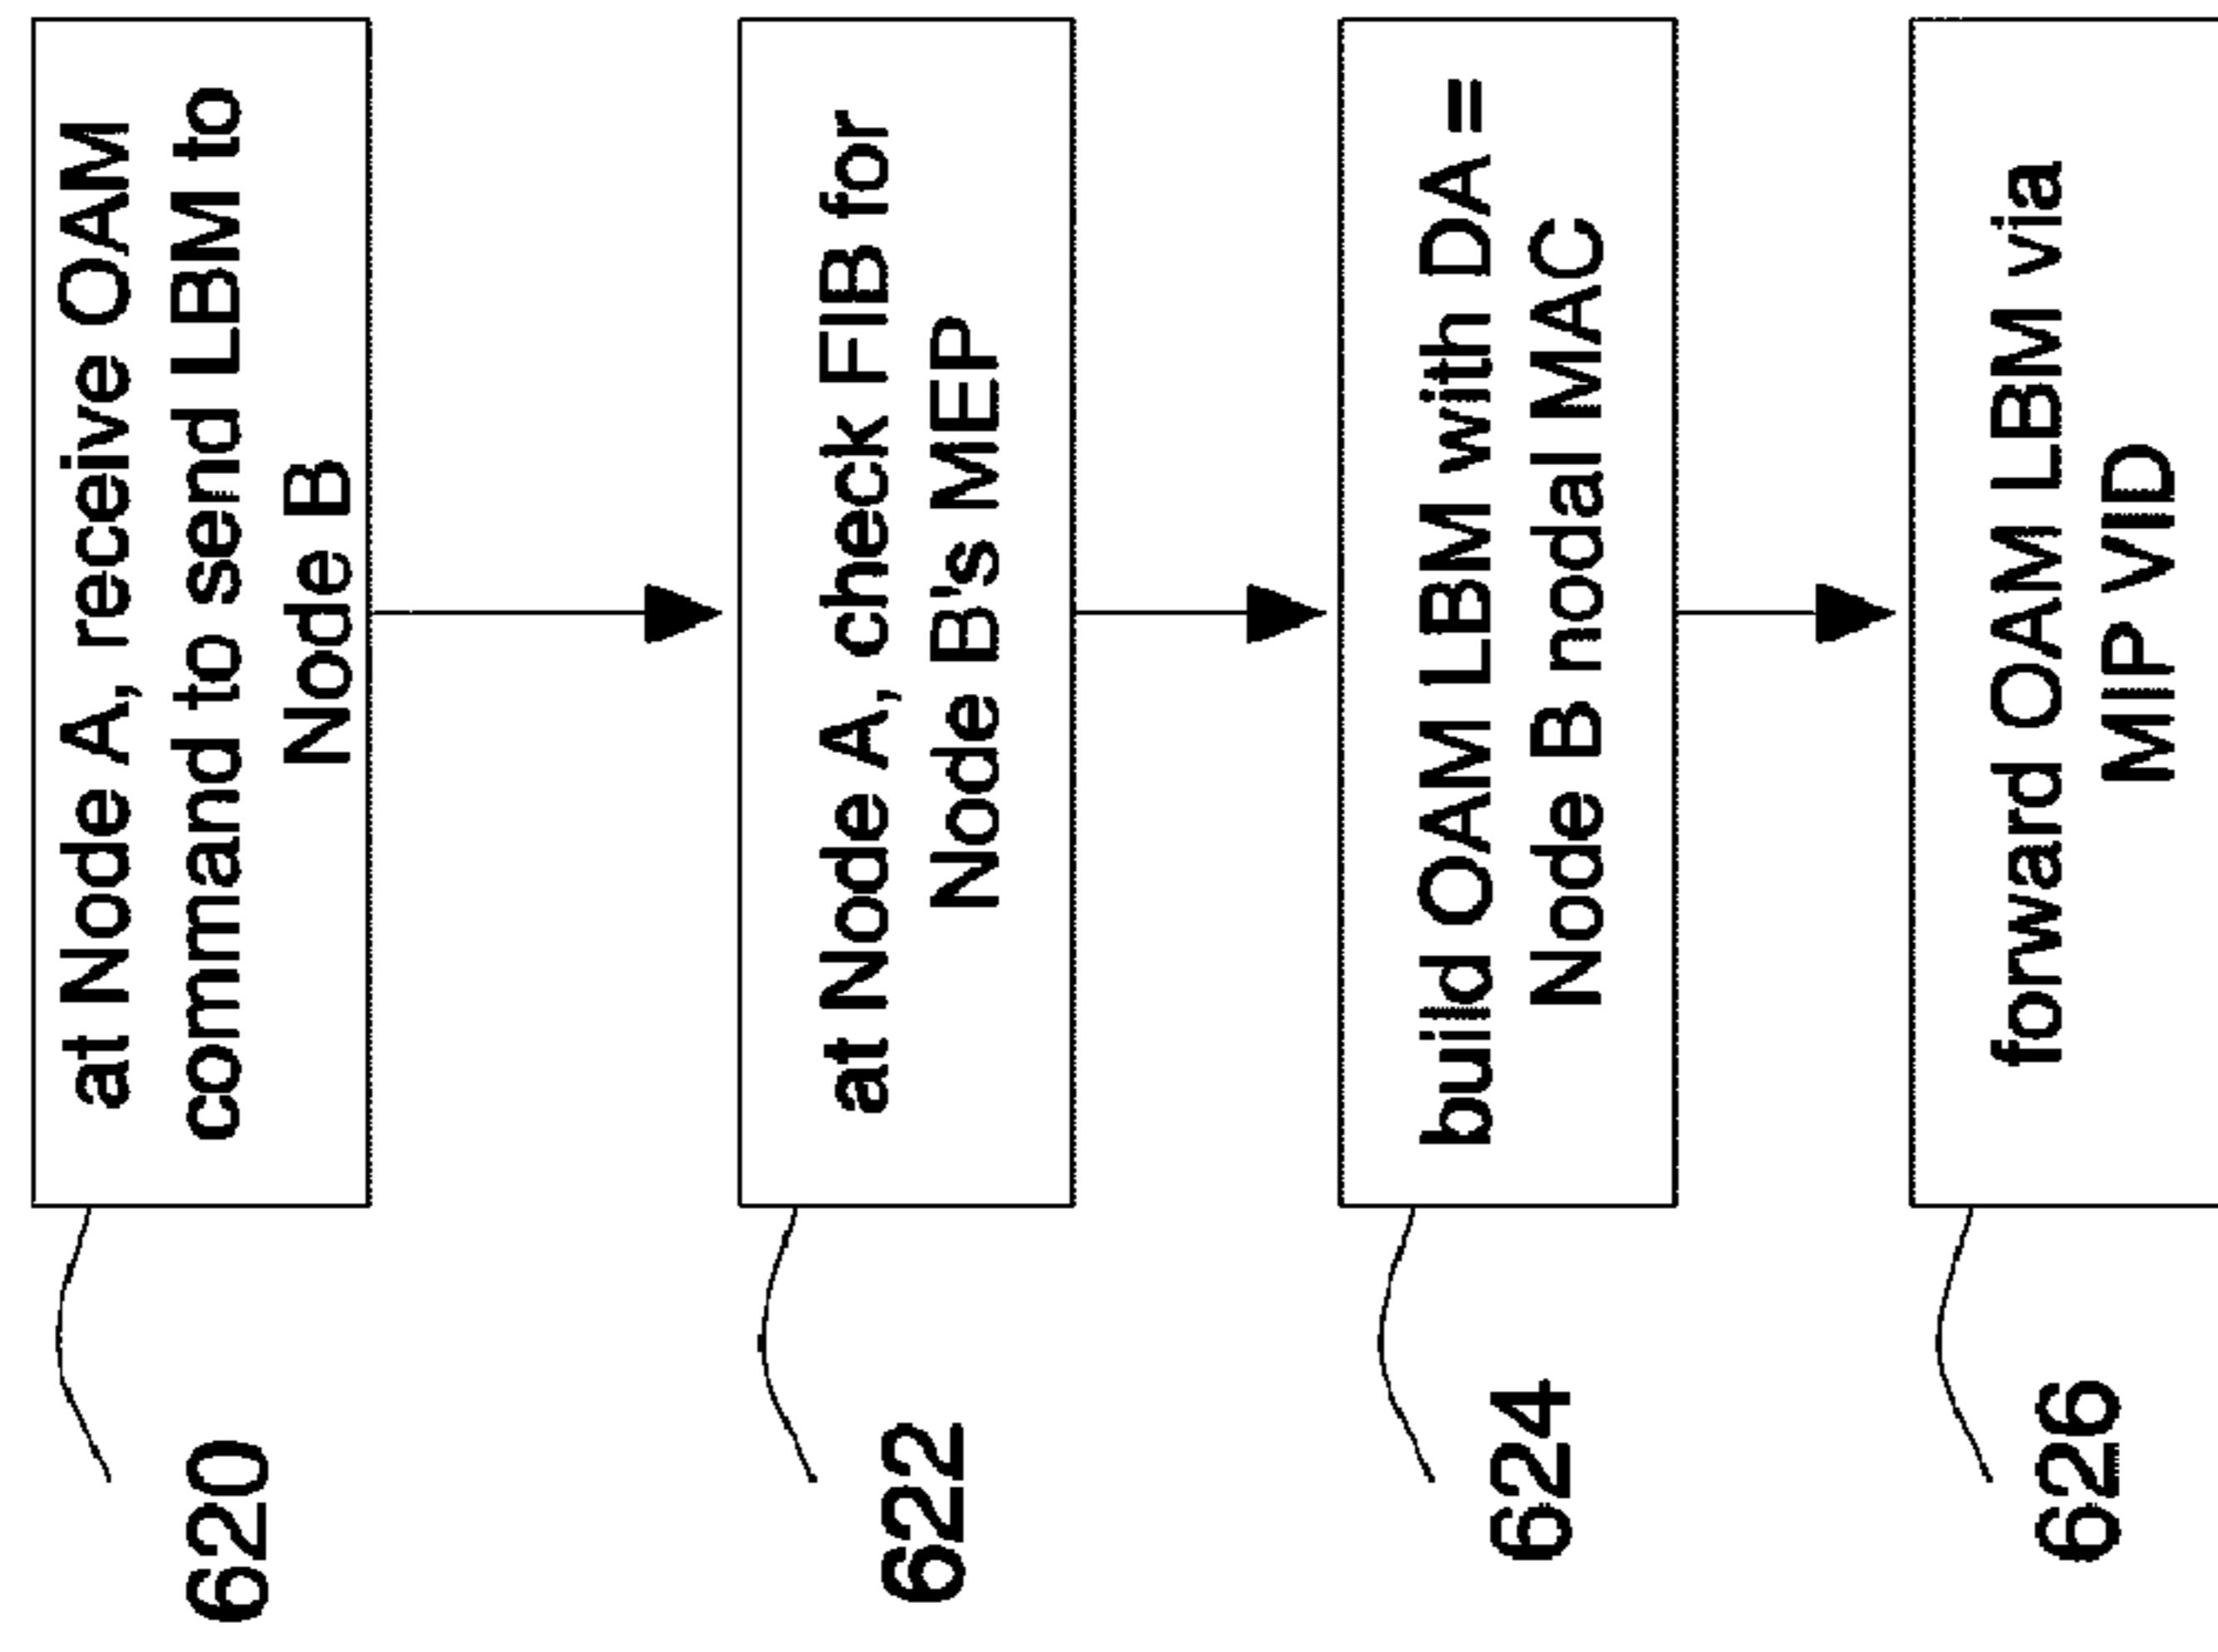 620
at Node A, receive OAM
command to send LBM to
Node B
622
at Node A, check FIB for
Node B's MEP
624
build OAM LBM with DA =
Node B nodal MAC
626
forward OAM LBM via
MIP VID